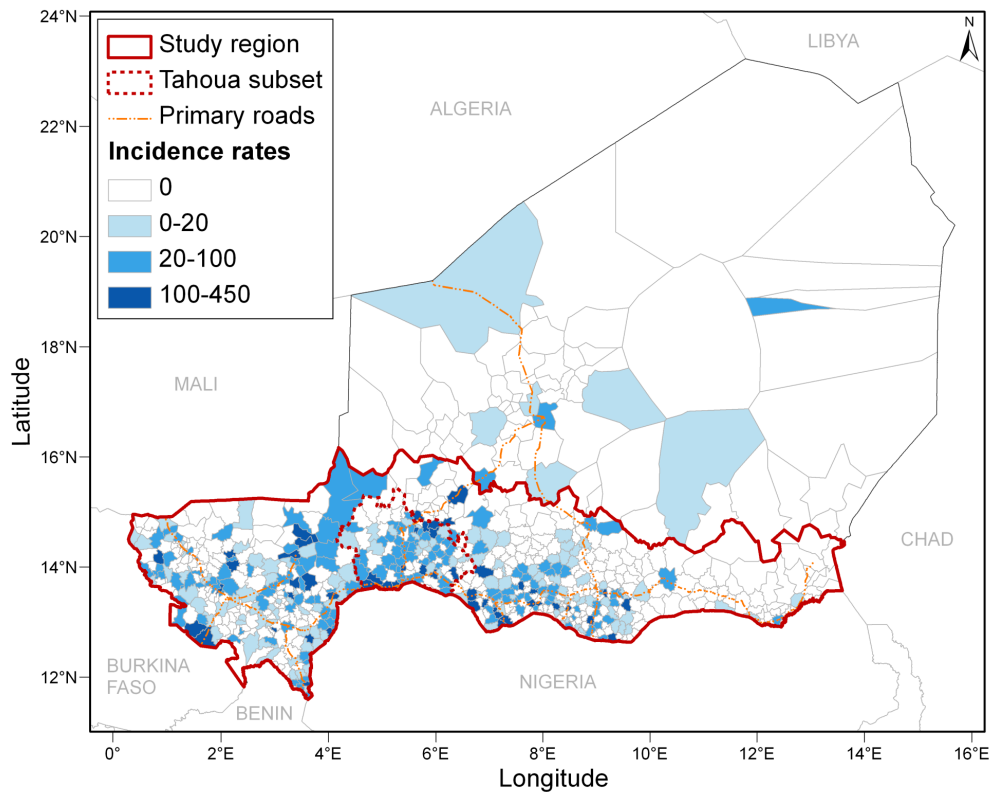 24°N
22°N
20°N
18°N
16°N
14°N
12°N
Latitude
Study region
Tahoua subset
Primary roads
Incidence rates
0
0-20
20-100
100-450
N
LIBYA
ALGERIA
MALI
CHAD
BURKINA
FASO
BENIN
NIGERIA
0°
2°E
4°E
6°E
8°E
10°E
12°E
14°E
16°E
Longitude